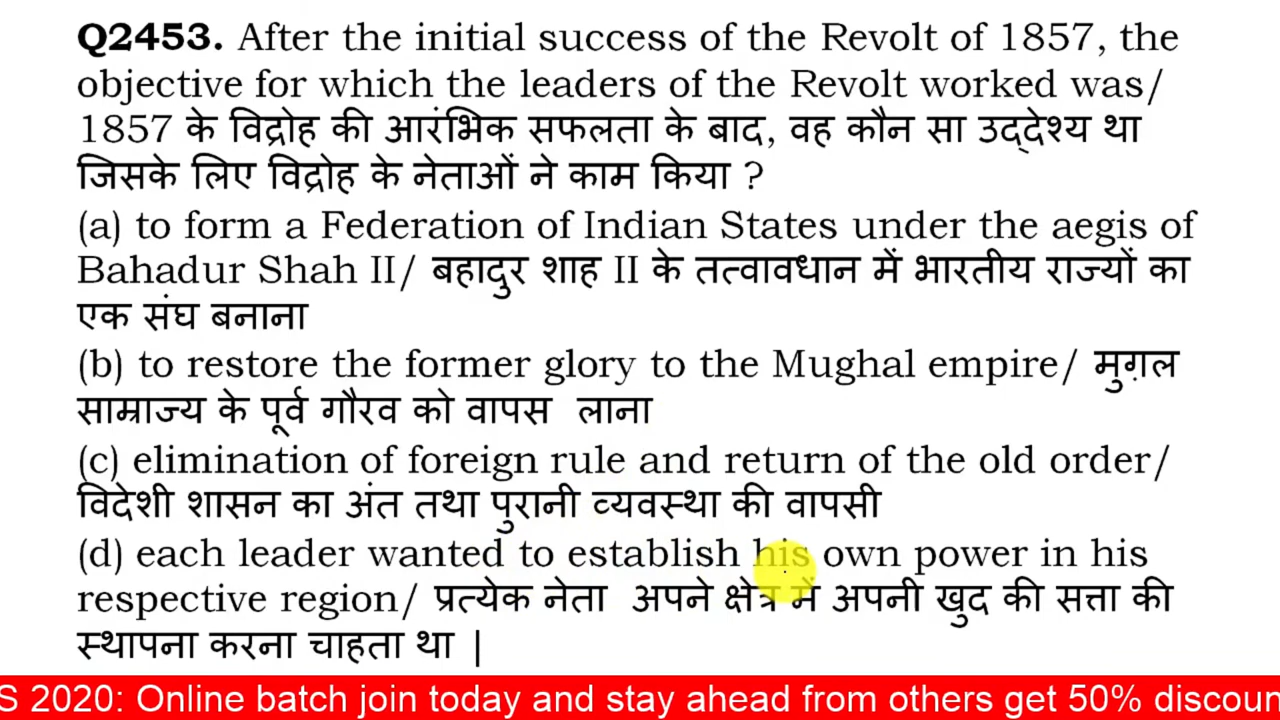 Q2453. After the initial success of the Revolt of 1857, the
objective for which the leaders of the Revolt worked was/
1857 के विद्रोह की आरंभिक सफलता के बाद, वह कौन सा उद्देश्य था
जिसके लिए विद्रोह के नेताओं ने काम किया ?
(a) to form a Federation of Indian States under the aegis of
Bahadur Shah II/ बहादुर शाह II के तत्वावधान में भारतीय राज्यों का
एक संघ बनाना
(b) to restore the former glory to the Mughal empire/ मुग़ल
साम्राज्य के पूर्व गौरव को वापस लाना
(c) elimination of foreign rule and return of the old order/
विदेशी शासन का अंत तथा पुरानी व्यवस्था की वापसी
(d) each leader wanted to establish his own power in his
respective region/ प्रत्येक नेता अपने क्षेत्र में अपनी खुद की सत्ता की
स्थापना करना चाहता था |
S 2020: Online batch join today and stay ahead from others get 50% discoun